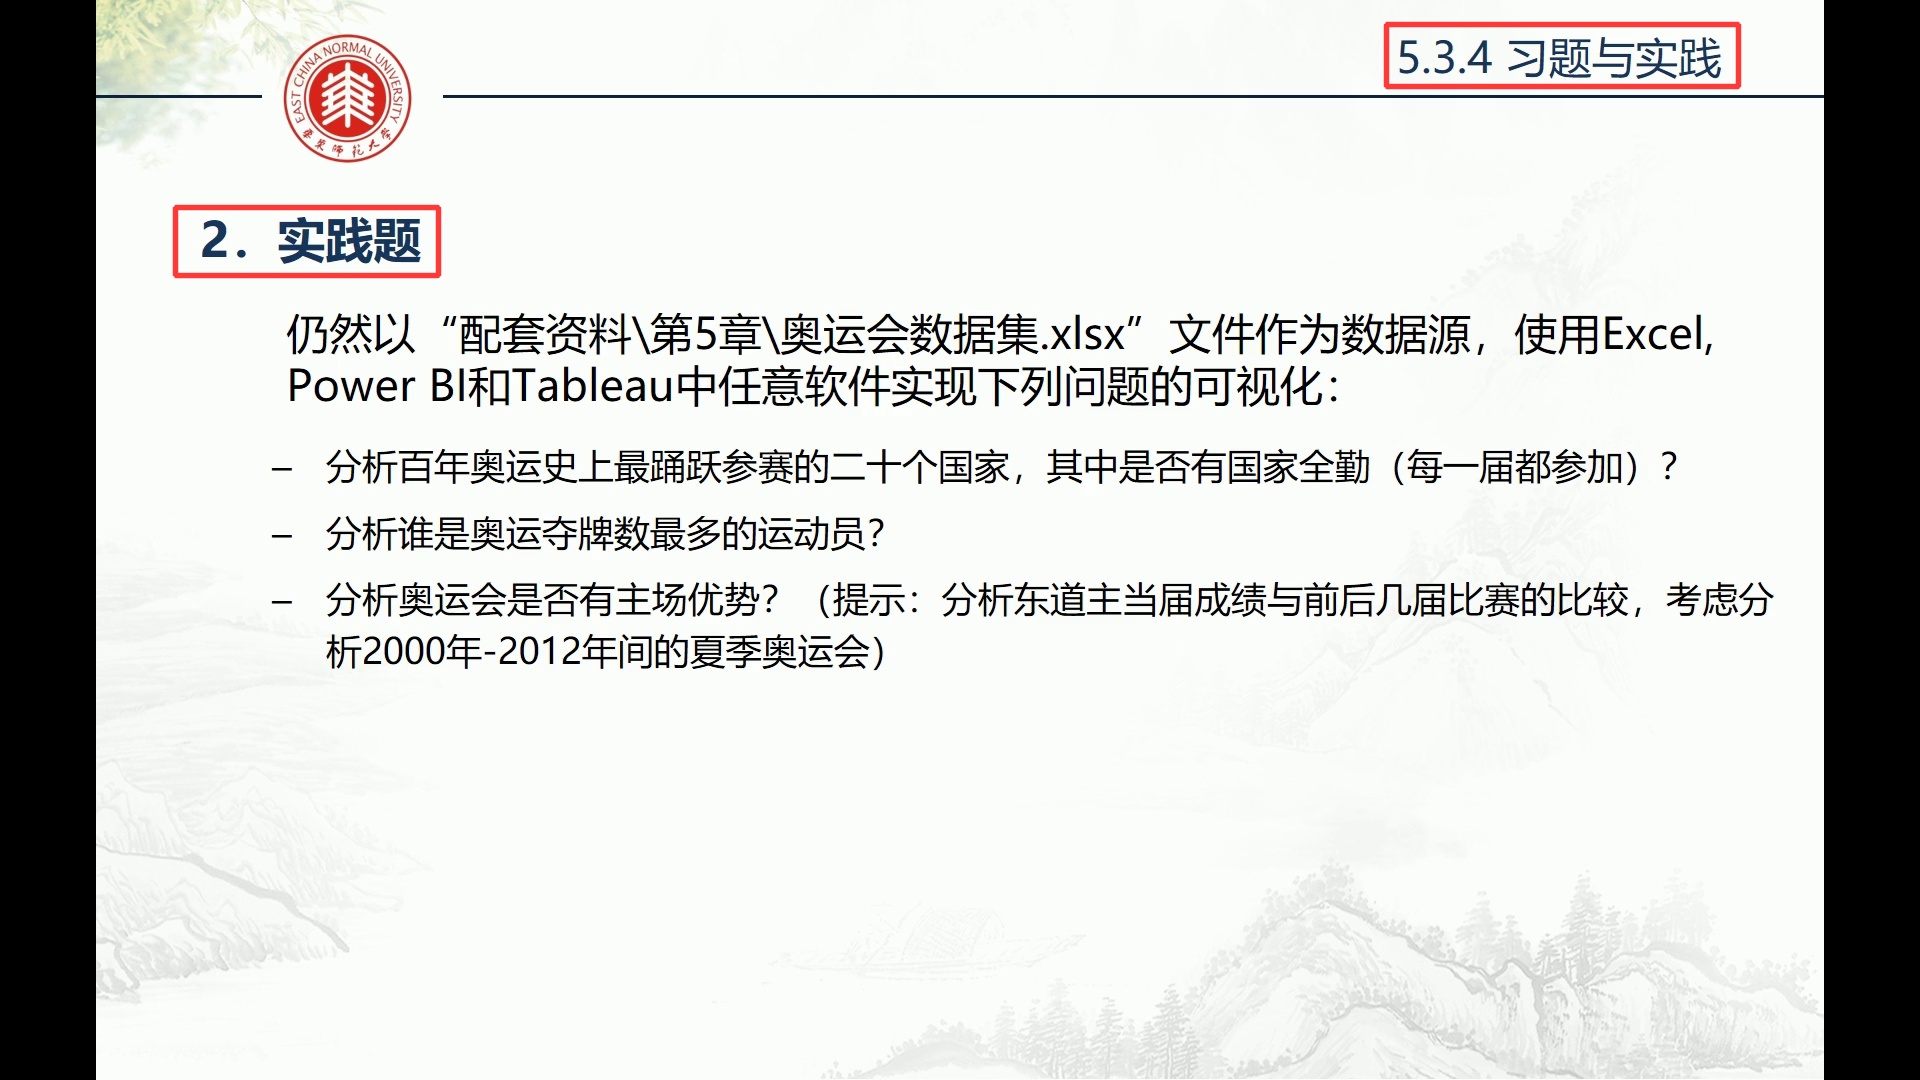 5.3.4 习题与实践
EAST CHINA NORMAL UNIVERSITY
华东师范大学
2. 实践题
仍然以“配套资料\第5章\奥运会数据集.xlsx”文件作为数据源，使用Excel,
Power BI和Tableau中任意软件实现下列问题的可视化：
– 分析百年奥运史上最踊跃参赛的二十个国家，其中是否有国家全勤（每一届都参加）?
– 分析谁是奥运夺牌数最多的运动员?
– 分析奥运会是否有主场优势? （提示：分析东道主当届成绩与前后几届比赛的比较，考虑分
析2000年-2012年间的夏季奥运会）